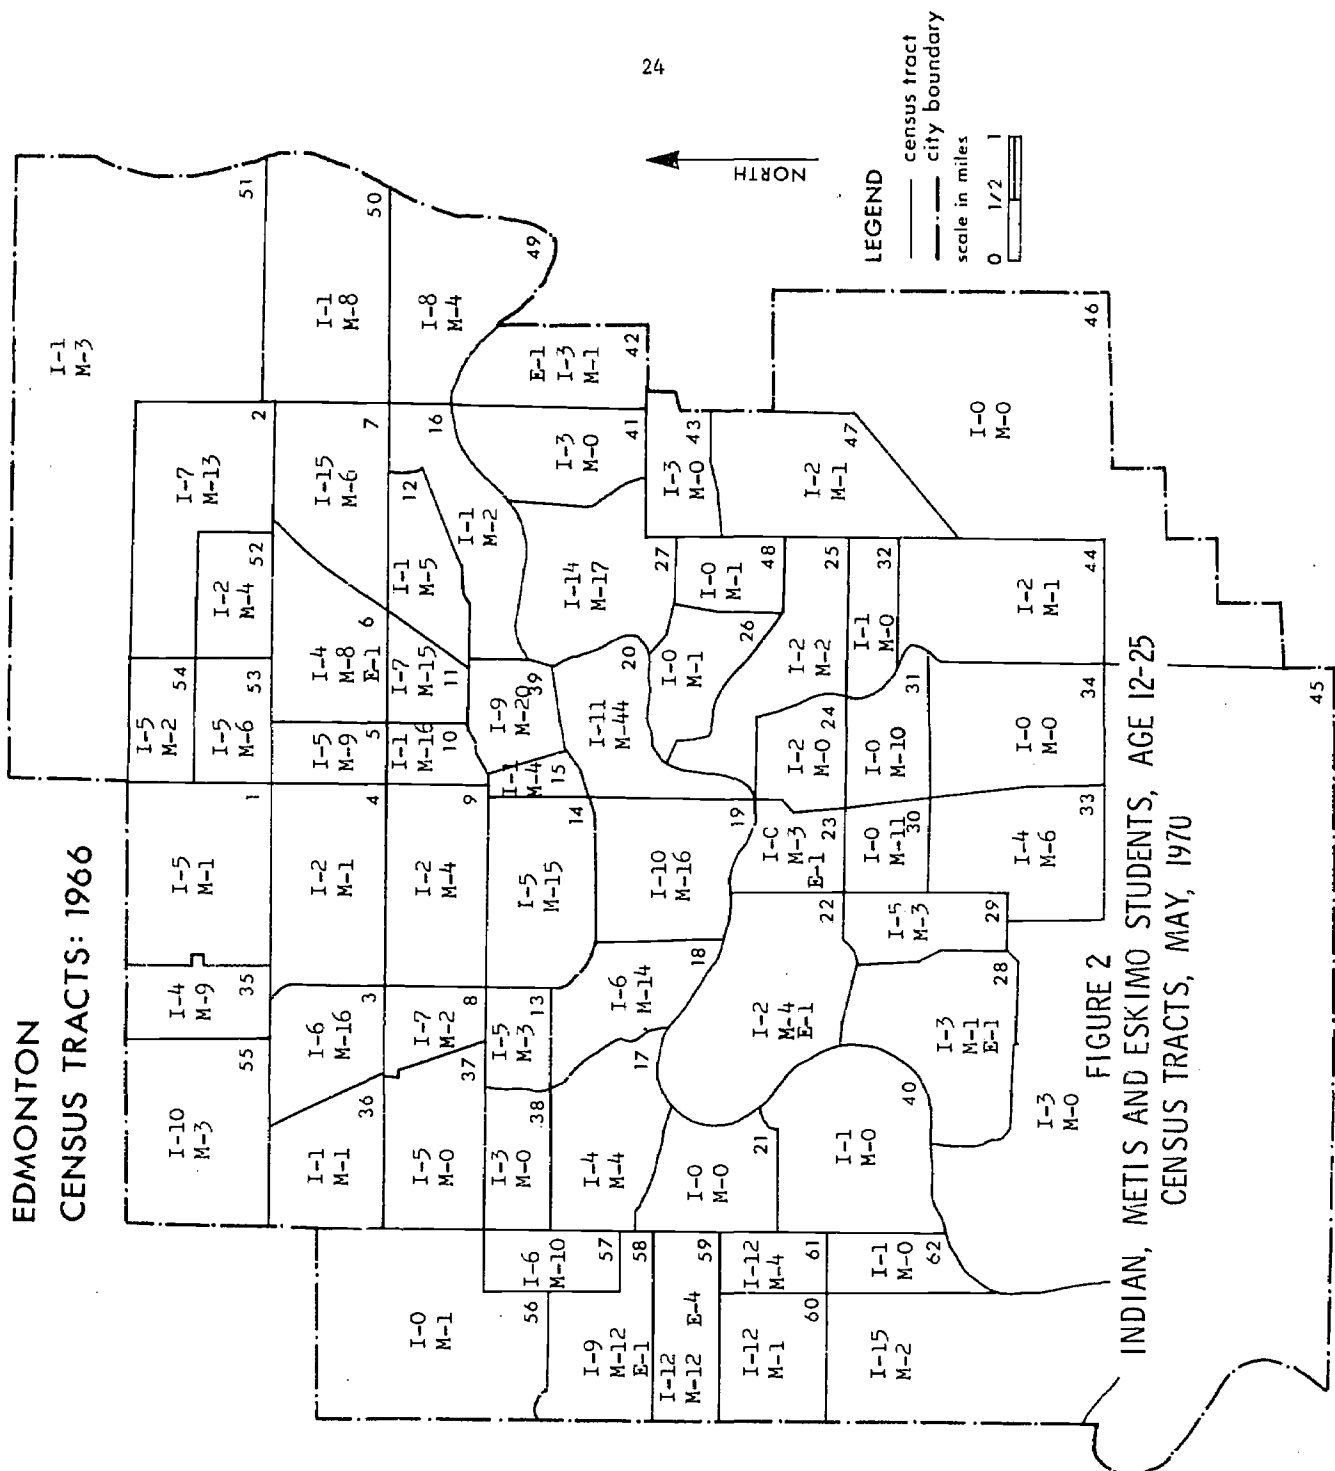 24
EDMONTON
CENSUS TRACTS: 1966
I-1
M-3
51
I-10
M-3
55
I-4
M-9
35
I-5
M-1
1
I-5
M-2
54
I-7
M-13
2
I-5
M-6
53
I-2
M-4
52
I-1
M-1
36
I-6
M-16
3
I-2
M-1
4
I-5
M-9
5
I-4
M-8
E-1
6
I-15
M-6
7
I-1
M-8
50
I-5
M-0
37
I-7
M-2
8
I-2
M-4
9
I-1
M-16
10
I-7
M-15
11
I-1
M-5
12
I-1
M-2
16
I-8
M-4
49
I-0
M-1
56
I-6
M-10
57
I-3
M-0
38
I-5
M-3
13
I-5
M-15
14
I-1
M-4
15
I-9
M-20
39
I-14
M-17
27
I-3
M-0
41
E-1
I-3
M-1
42
I-9
M-12
E-1
58
I-4
M-4
17
I-6
M-14
18
I-10
M-16
19
I-11
M-44
20
I-12
M-12
E-4
59
I-0
M-0
21
I-2
M-4
E-1
22
I-C
M-3
E-1
23
I-2
M-0
24
I-0
M-1
26
I-0
M-1
48
I-3
M-0
43
I-2
M-2
25
I-2
M-1
47
I-12
M-1
60
I-12
M-4
61
I-1
M-0
40
I-15
M-2
I-1
M-0
62
I-3
M-1
E-1
28
I-5
M-3
29
I-0
M-11
30
I-0
M-10
31
I-1
M-0
32
I-4
M-6
33
I-0
M-0
34
I-2
M-1
44
I-0
M-0
46
I-3
M-0
45
NORTH
LEGEND
census tract
city boundary
scale in miles
0 1/2 1
FIGURE 2
INDIAN, METIS AND ESKIMO STUDENTS, AGE 12-25
CENSUS TRACTS, MAY, 1970